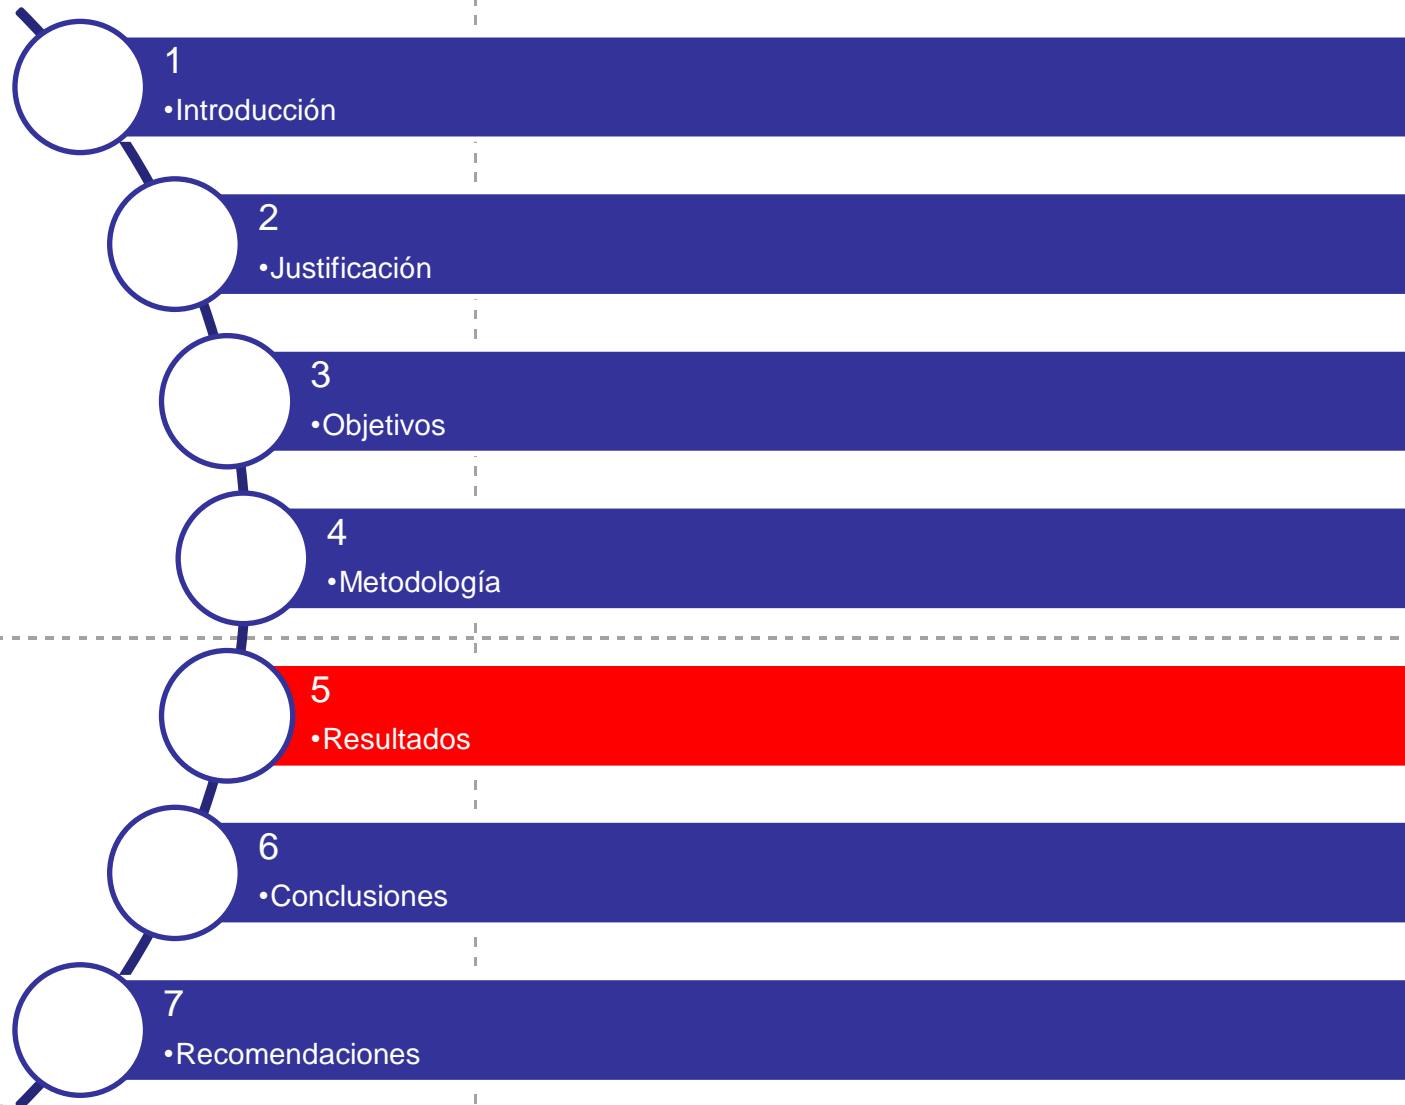 1
•Introducción
2
•Justificación
3
•Objetivos
4
•Metodología
5
•Resultados
6
•Conclusiones
7
•Recomendaciones